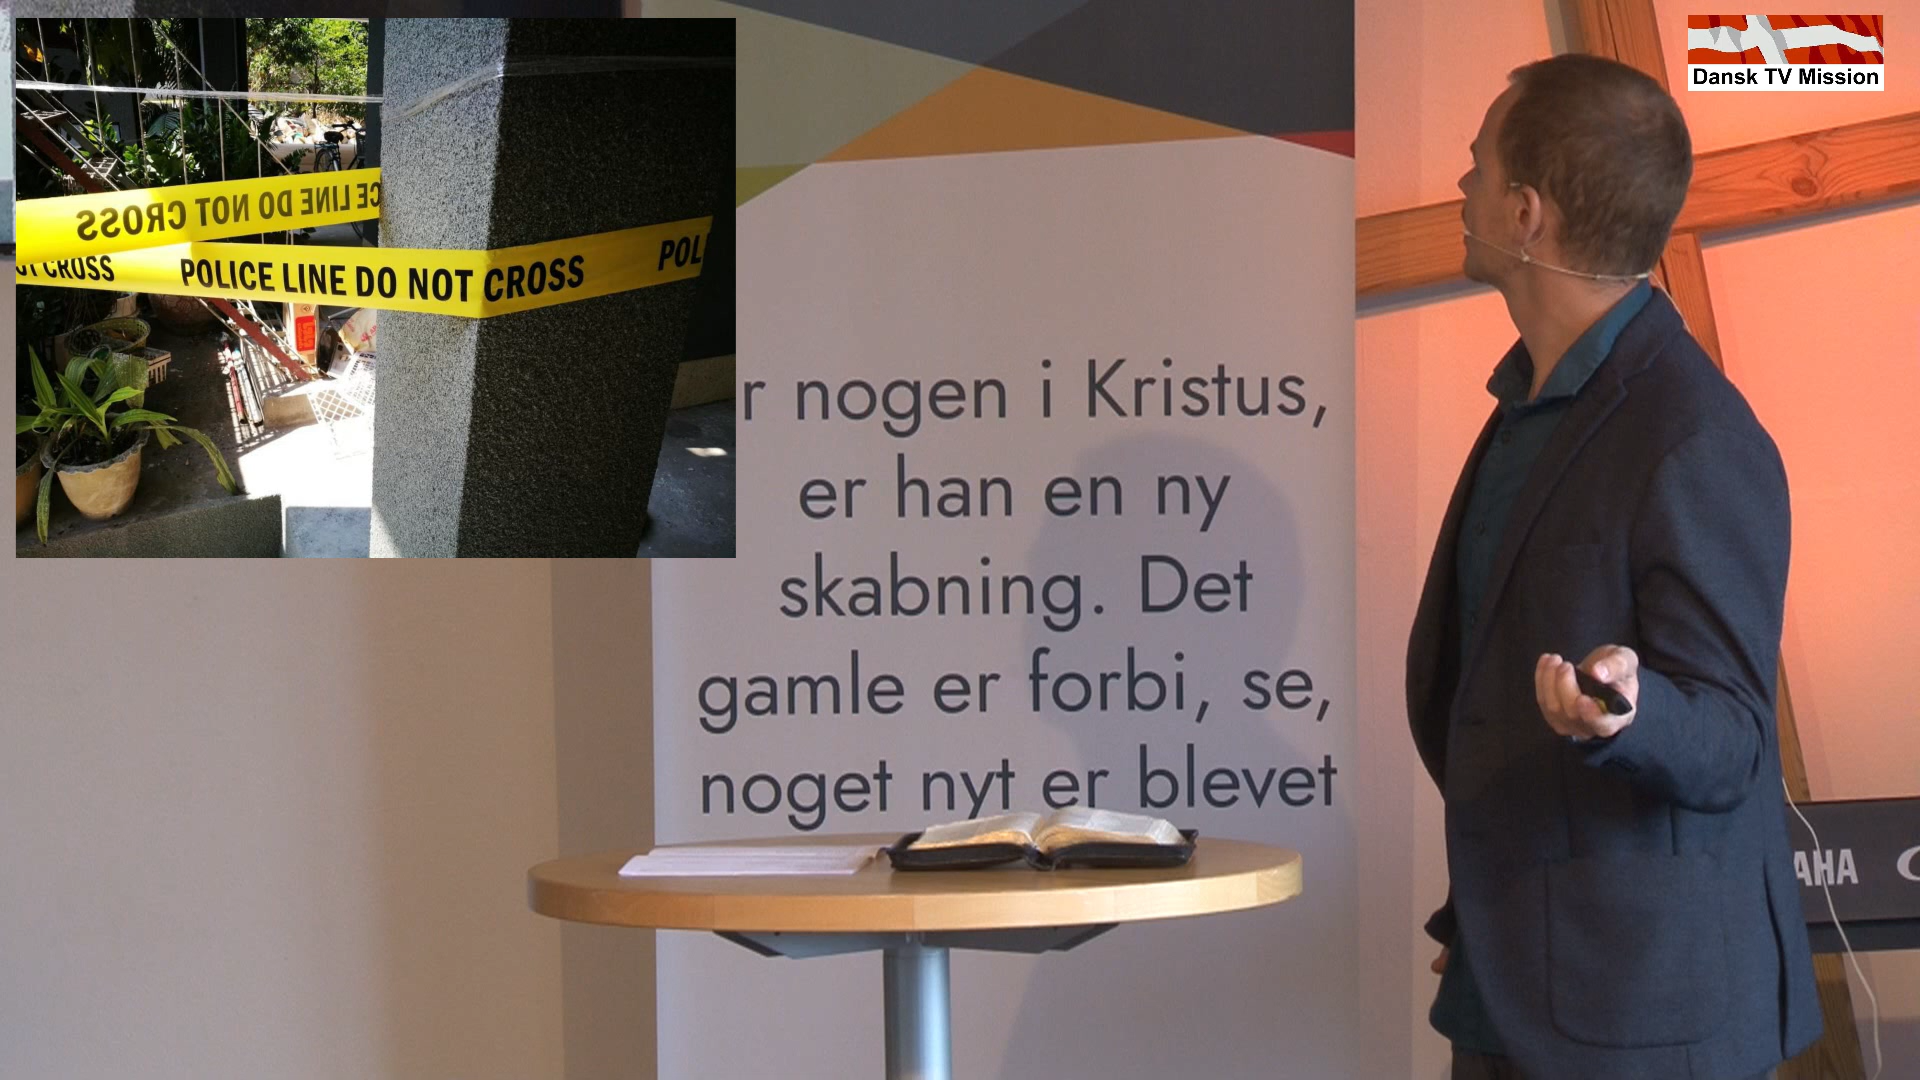 Dansk TV Mission
CE LINE DO NOT CROSS
CROSS POLICE LINE DO NOT CROSS POL
r nogen i Kristus,
er han en ny
skabning. Det
gamle er forbi, se,
noget nyt er blevet
AHA